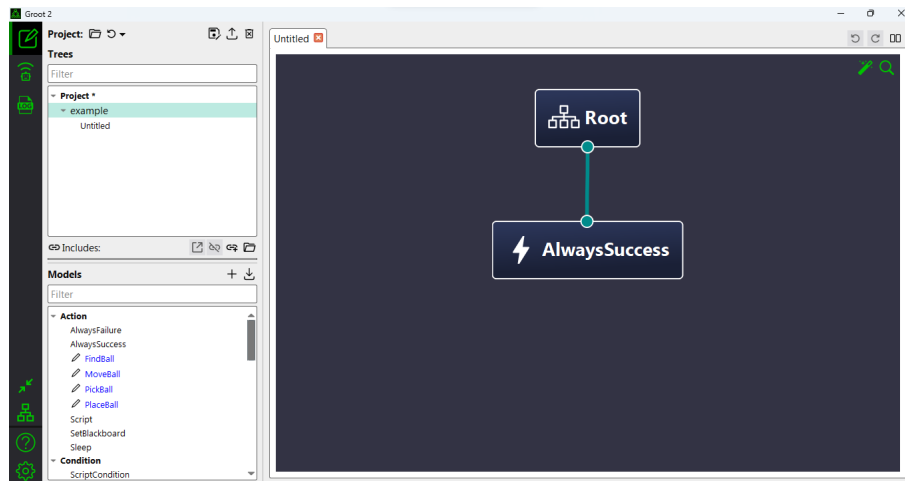 Groot 2
Project:
Trees
Filter
Project *
example
Untitled
Includes:
Models
Filter
Action
AlwaysFailure
AlwaysSuccess
FindBall
MoveBall
PickBall
PlaceBall
Script
SetBlackboard
Sleep
Condition
ScriptCondition
LOG
Untitled
Root
AlwaysSuccess